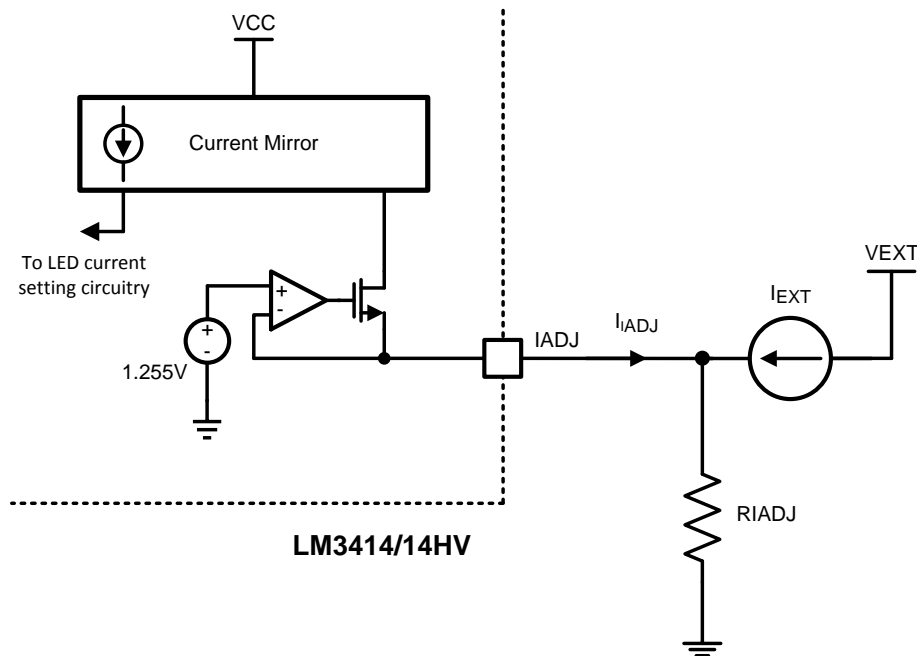 VCC
Current Mirror
To LED current
setting circuitry
+
-
+
-
1.255V
IADJ
IIADJ
IEXT
VEXT
RIADJ
LM3414/14HV